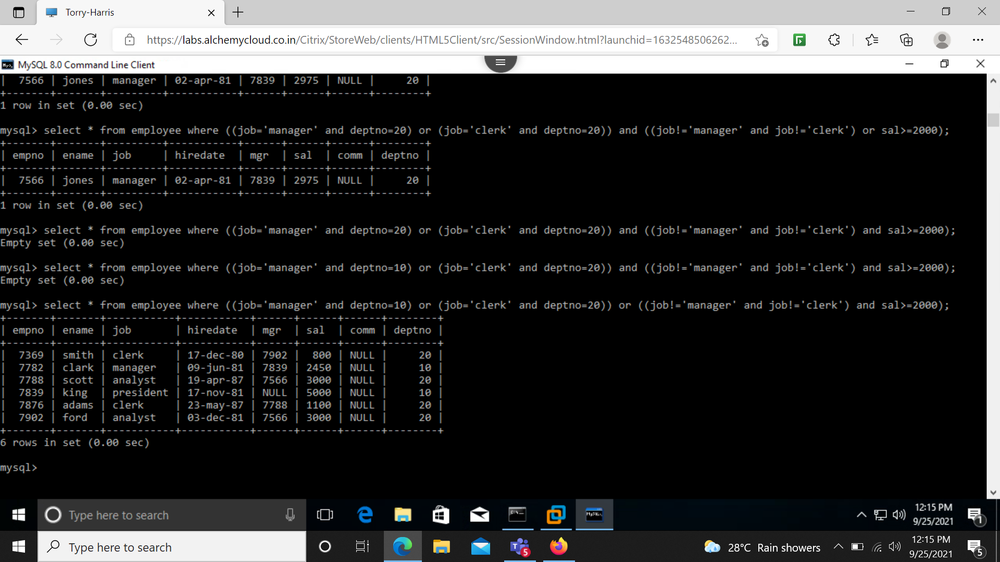 Torry-Harris
https://labs.alchemycloud.co.in/Citrix/StoreWeb/clients/HTML5Client/src/SessionWindow.html?launchid=1632548506262...
MySQL 8.0 Command Line Client
|  7566 | jones | manager | 02-apr-81 | 7839 | 2975 | NULL |     20 |
+-------+-------+---------+-----------+------+------+------+--------+
1 row in set (0.00 sec)
mysql> select * from employee where ((job='manager' and deptno=20) or (job='clerk' and deptno=20)) and ((job!='manager' and job!='clerk') or sal>=2000);
+-------+-------+---------+-----------+------+------+------+--------+
| empno | ename | job     | hiredate  | mgr  | sal  | comm | deptno |
+-------+-------+---------+-----------+------+------+------+--------+
|  7566 | jones | manager | 02-apr-81 | 7839 | 2975 | NULL |     20 |
+-------+-------+---------+-----------+------+------+------+--------+
1 row in set (0.00 sec)
mysql> select * from employee where ((job='manager' and deptno=20) or (job='clerk' and deptno=20)) and ((job!='manager' and job!='clerk') and sal>=2000);
Empty set (0.00 sec)
mysql> select * from employee where ((job='manager' and deptno=10) or (job='clerk' and deptno=20)) and ((job!='manager' and job!='clerk') and sal>=2000);
Empty set (0.00 sec)
mysql> select * from employee where ((job='manager' and deptno=10) or (job='clerk' and deptno=20)) or ((job!='manager' and job!='clerk') and sal>=2000);
+-------+-------+-----------+-----------+------+------+------+--------+
| empno | ename | job       | hiredate  | mgr  | sal  | comm | deptno |
+-------+-------+-----------+-----------+------+------+------+--------+
|  7369 | smith | clerk     | 17-dec-80 | 7902 |  800 | NULL |     20 |
|  7782 | clark | manager   | 09-jun-81 | 7839 | 2450 | NULL |     10 |
|  7788 | scott | analyst   | 19-apr-87 | 7566 | 3000 | NULL |     20 |
|  7839 | king  | president | 17-nov-81 | NULL | 5000 | NULL |     10 |
|  7876 | adams | clerk     | 23-may-87 | 7788 | 1100 | NULL |     20 |
|  7902 | ford  | analyst   | 03-dec-81 | 7566 | 3000 | NULL |     20 |
+-------+-------+-----------+-----------+------+------+------+--------+
6 rows in set (0.00 sec)
mysql>
Type here to search
12:15 PM
9/25/2021
1
Type here to search
5
28°C Rain showers
12:15 PM
9/25/2021
5